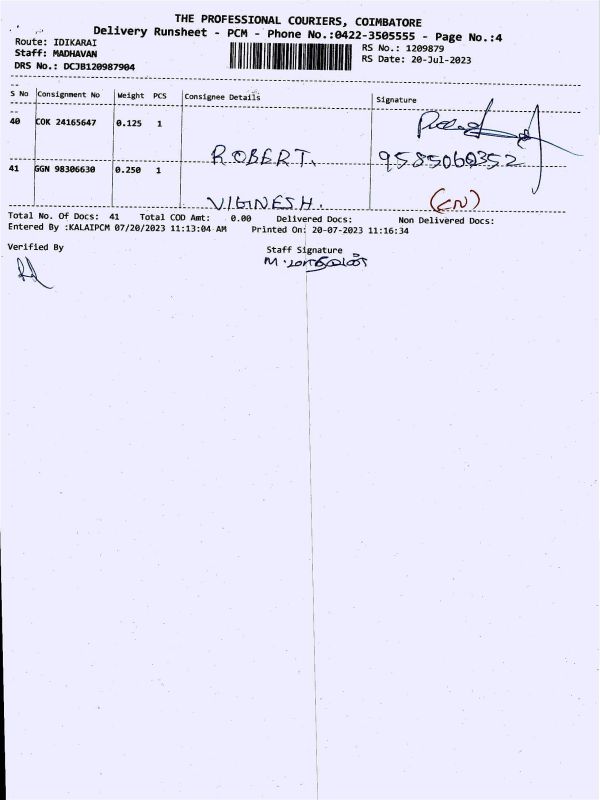 THE PROFESSIONAL COURIERS, COIMBATORE
Delivery Runsheet - PCM - Phone No.:0422-3505555 - Page No.:4
Route: IDIKARAI
Staff: MADHAVAN
DRS No.: DCJB120987904
RS No.: 1209879
RS Date: 20-Jul-2023
S No Consignment No Weight PCS Consignee Details Signature
40 COK 24165647 0.125 1
ROBERT. 9585060352
41 GGN 98306630 0.250 1
VIGNESH. (GN)
Total No. Of Docs: 41 Total COD Amt: 0.00 Delivered Docs: Non Delivered Docs:
Entered By :KALAIPCM 07/20/2023 11:13:04 AM Printed On: 20-07-2023 11:16:34
Verified By Staff Signature